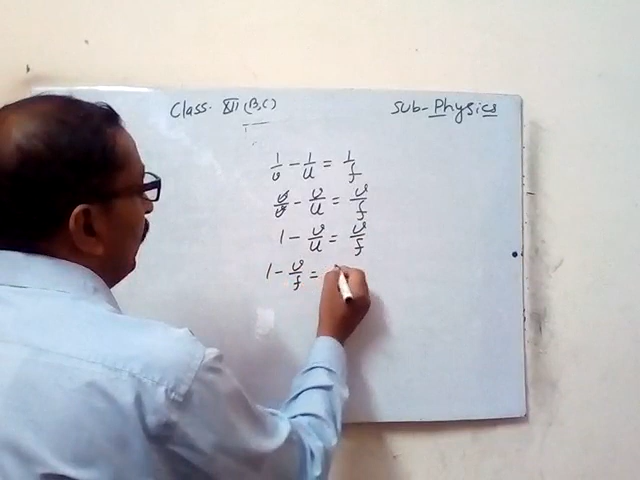 Class- XII (B,C)
Sub- Physics
1/v - 1/u = 1/f
v/v - v/u = v/f
1 - v/u = v/f
1 - v/f =